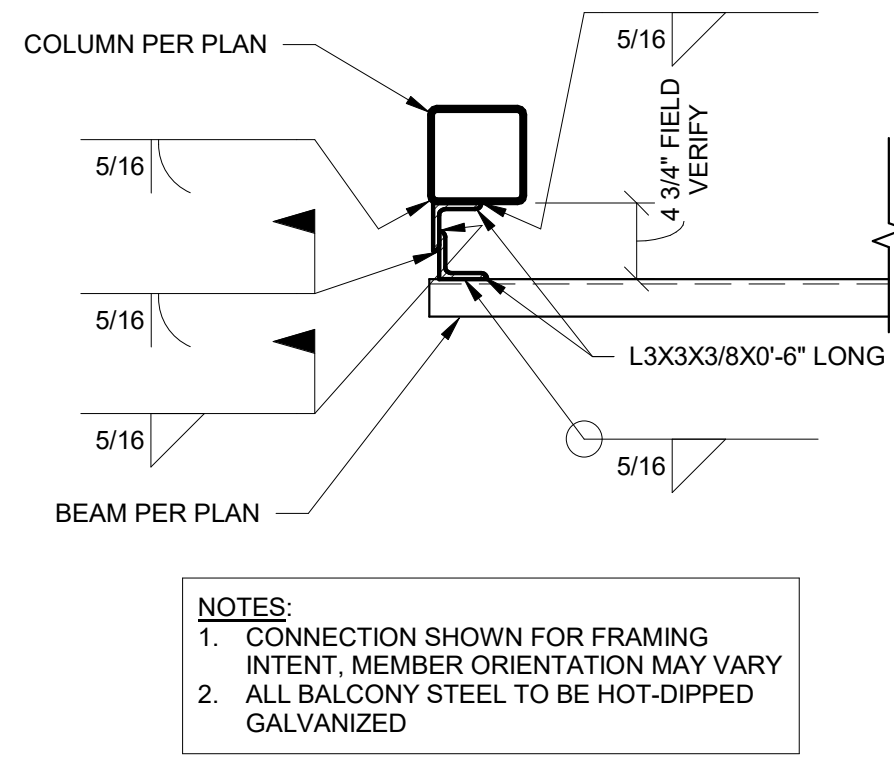 COLUMN PER PLAN
5/16
4 3/4" FIELD
VERIFY
5/16
5/16
L3X3X3/8X0'-6" LONG
5/16
5/16
BEAM PER PLAN
NOTES:
1. CONNECTION SHOWN FOR FRAMING
INTENT, MEMBER ORIENTATION MAY VARY
2. ALL BALCONY STEEL TO BE HOT-DIPPED
GALVANIZED